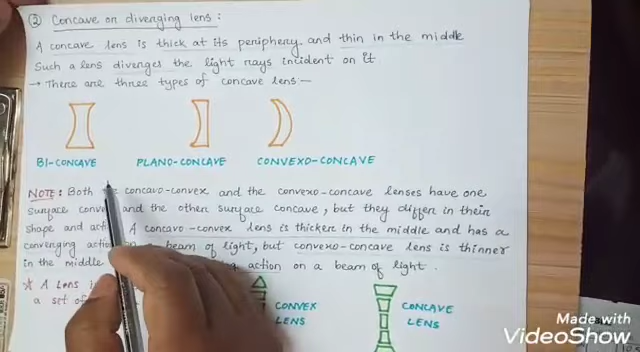 ② Concave or diverging lens :
A concave lens is thick at its periphery and thin in the middle
Such a lens diverges the light rays incident on it
→ There are three types of concave lens —
BI-CONCAVE PLANO-CONCAVE CONVEXO-CONCAVE
NOTE: Both concavo-convex and the convexo-concave lenses have one
surface and the other surface concave, but they differ in their
shape and A concavo-convex lens is thicker in the middle and has a
converging a beam of light, but convexo-concave lens is thinner
in the middle action on a beam of light.
* A lens
a set of
CONVEX LENS
CONCAVE LENS
Made with
VideoShow